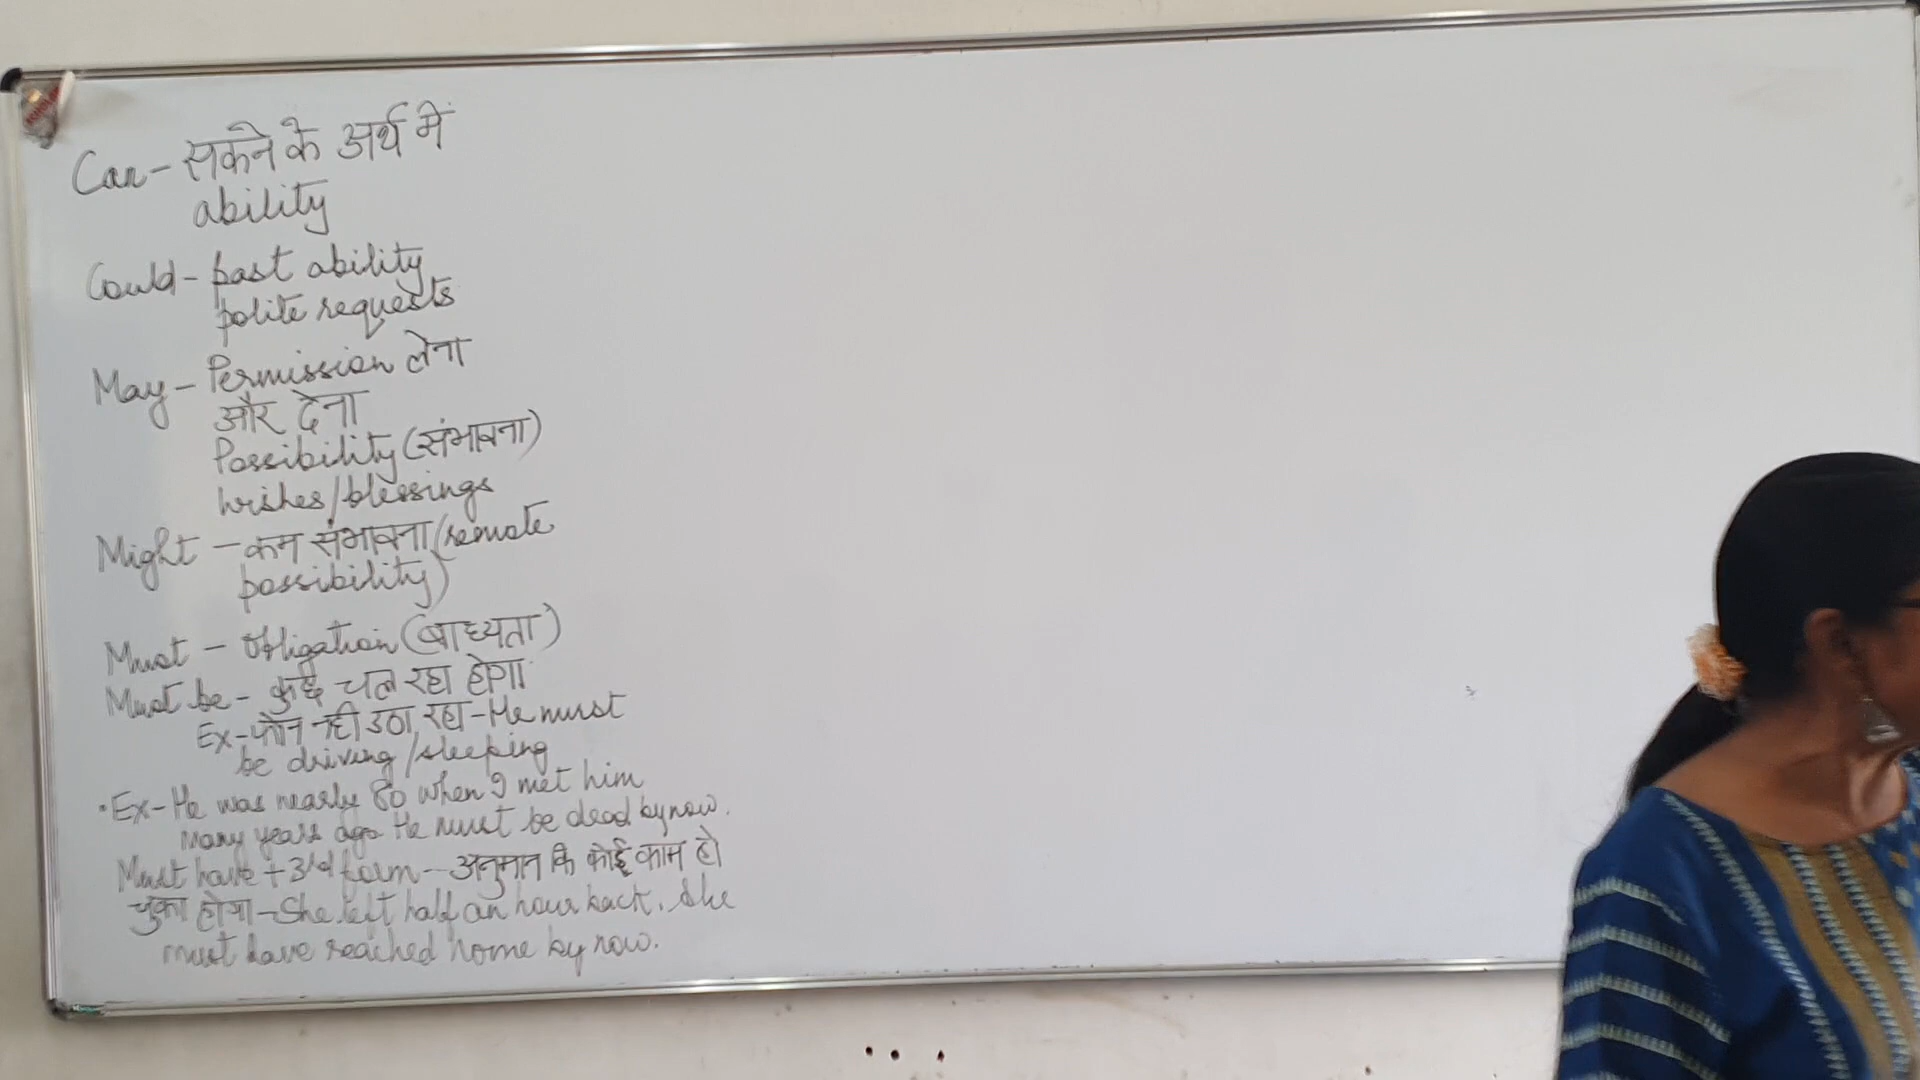 Can - सकने के अर्थ में
ability
Could - past ability
polite requests
May - Permission लेना
और देना
Possibility (संभावना)
wishes/blessings
Might - कम संभावना (remote
possibility)
Must - Obligation (बाध्यता)
Must be - कुछ चल रहा होगा
Ex - फोन नही उठा रहा - He must
be driving/sleeping
• Ex - He was nearly 80 when I met him
many years ago He must be dead by now.
Must have + 3rd form - अनुमान कि कोई काम हो
चुका होगा - She left half an hour back. She
must have reached home by now.